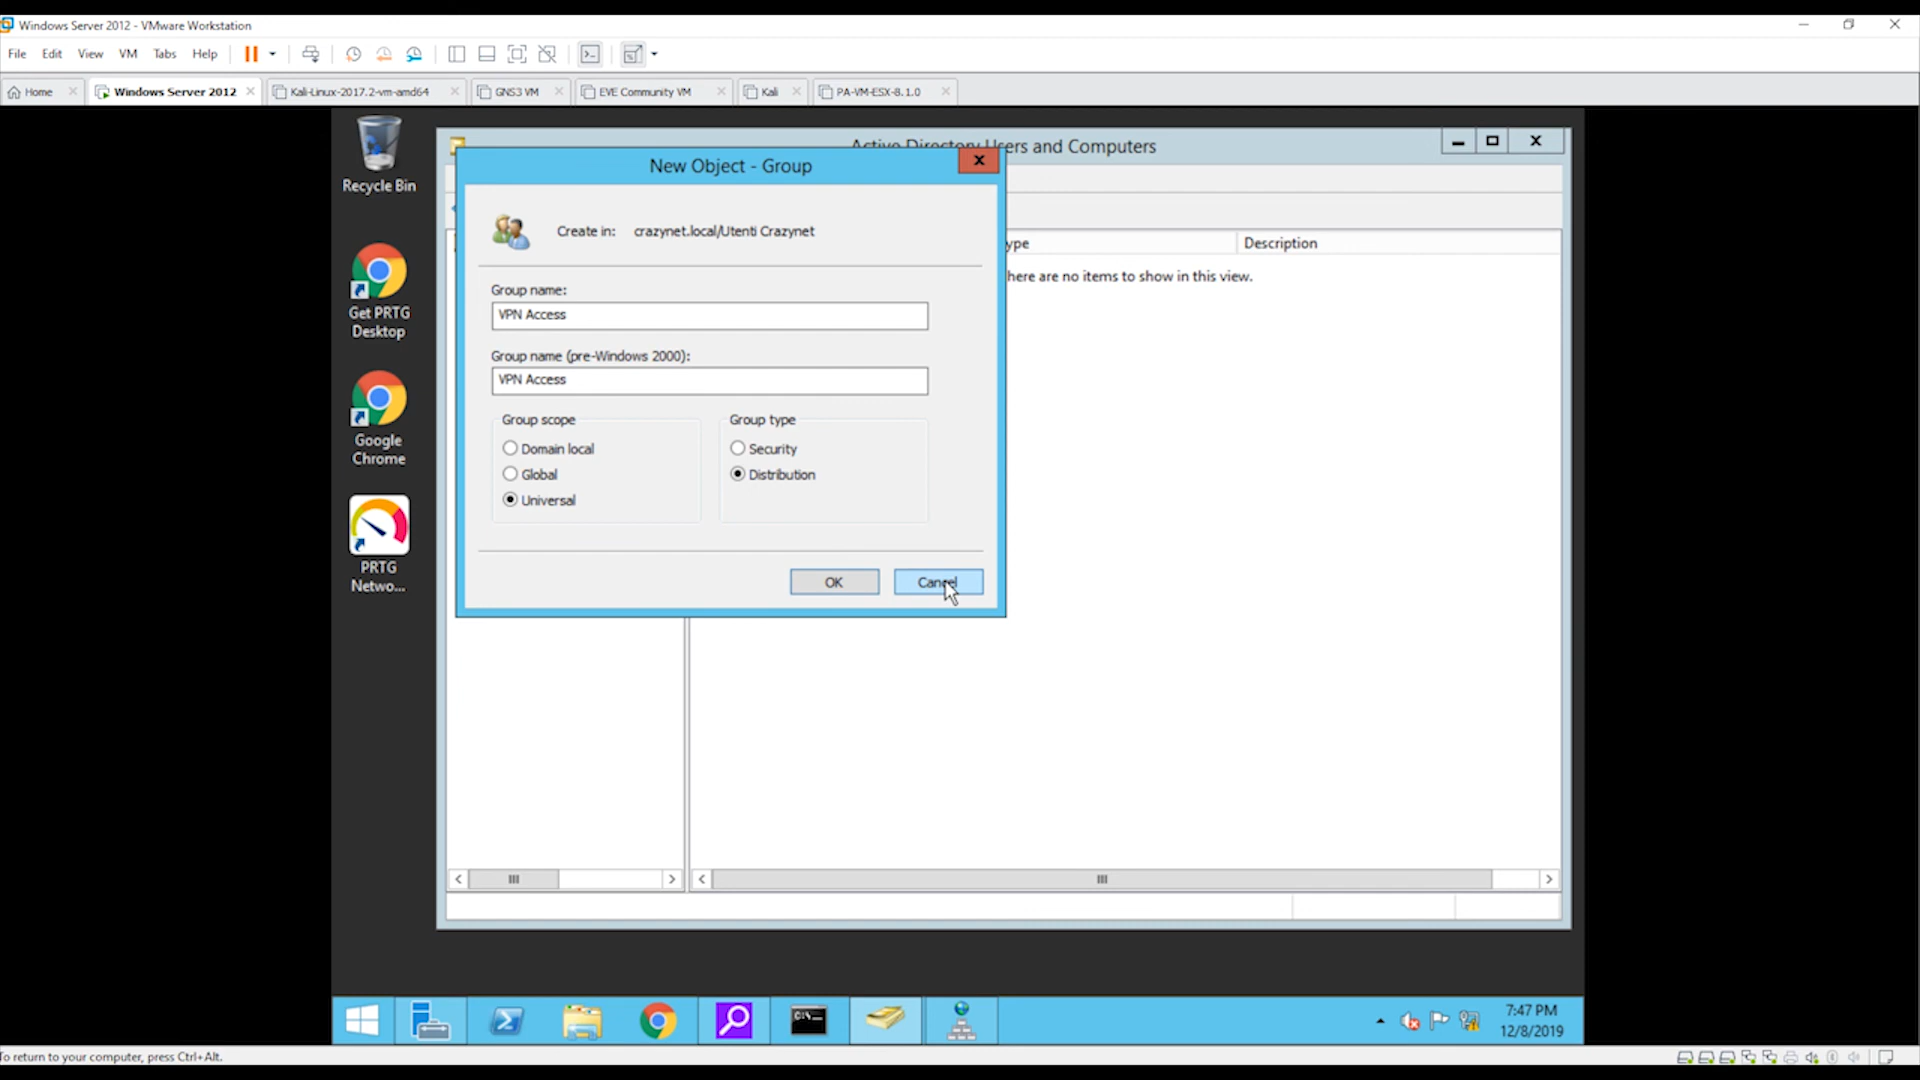 Windows Server 2012 - VMware Workstation
File Edit View VM Tabs Help
Home Windows Server 2012 Kali-Linux-2017.2-vm-amd64 GNS3 VM EVE Community VM Kali PA-VM-ESX-8.1.0
Recycle Bin
Get PRTG
Desktop
Google
Chrome
PRTG
Netwo...
Active Directory Users and Computers
New Object - Group
x
Create in: crazynet.local/Utenti Crazynet
Group name:
VPN Access
Group name (pre-Windows 2000):
VPN Access
Group scope
Domain local
Global
Universal
Group type
Security
Distribution
OK Cancel
ype Description
here are no items to show in this view.
C:\_
7:47 PM
12/8/2019
To return to your computer, press Ctrl+Alt.